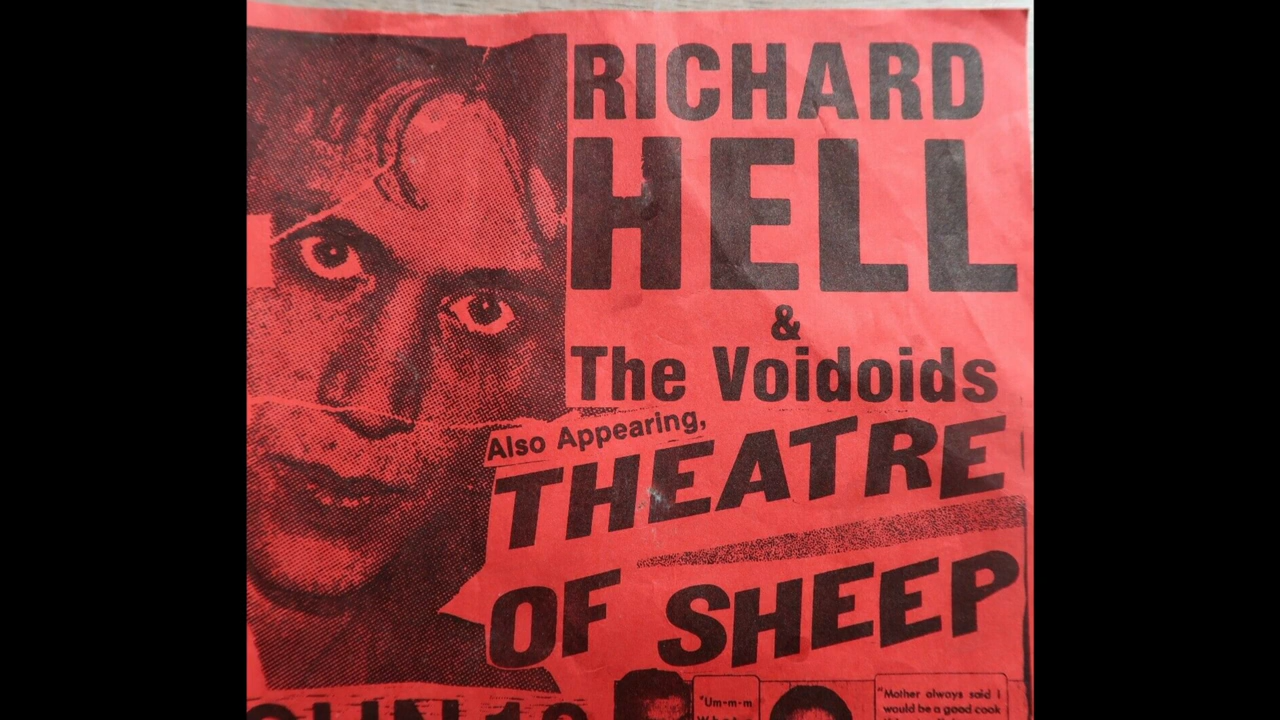 RICHARD
HELL
&
The Voidoids
Also Appearing,
THEATRE
OF SHEEP
"Um-m-m
"Mother always said I
would be a good cook